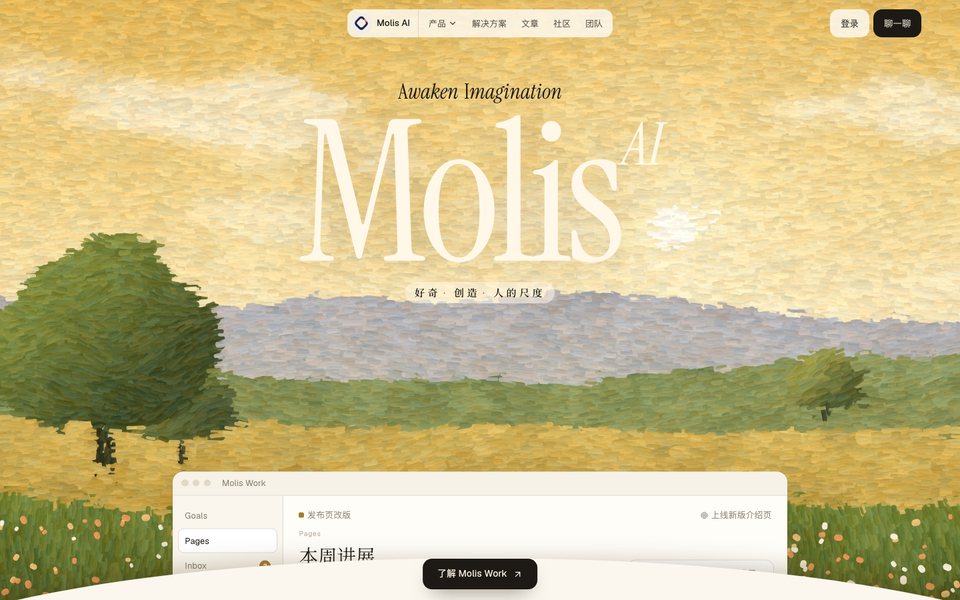 Molis AI
产品
解决方案
文章
社区
团队
登录
聊一聊
Awaken Imagination
Molis AI
好奇 · 创造 · 人的尺度
Molis Work
Goals
Pages
Inbox
发布页改版
上线新版介绍页
Pages
本周进展
了解 Molis Work